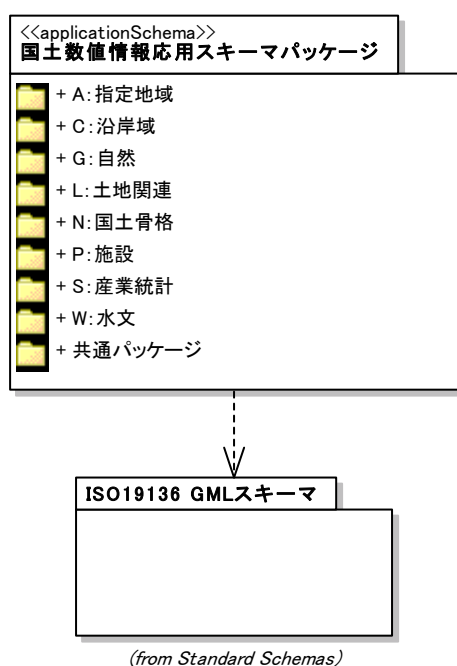 <<applicationSchema>>
国土数値情報応用スキーマパッケージ
+ A:指定地域
+ C:沿岸域
+ G:自然
+ L:土地関連
+ N:国土骨格
+ P:施設
+ S:産業統計
+ W:水文
+ 共通パッケージ
ISO19136 GMLスキーマ
(from Standard Schemas)